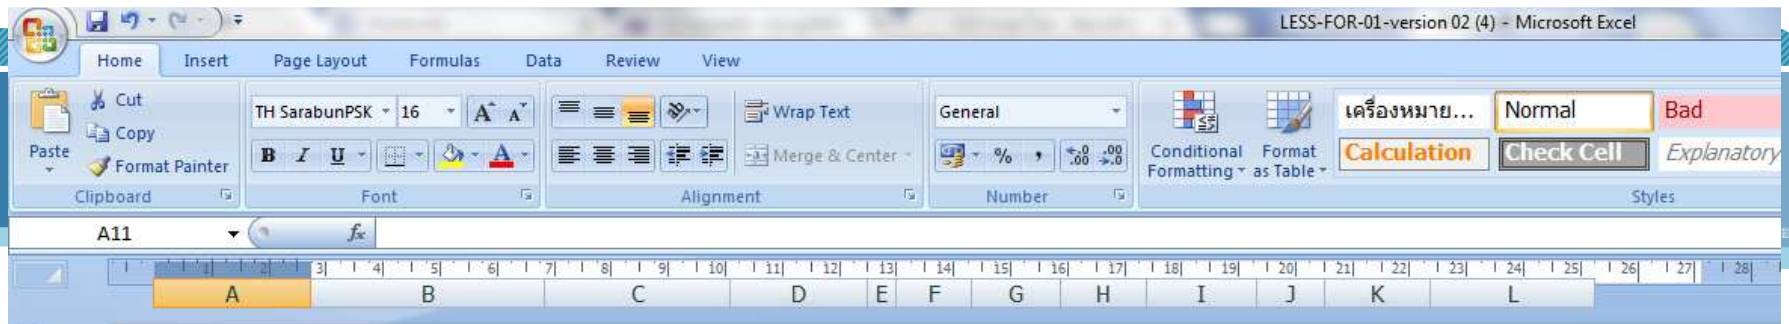 LESS-FOR-01-version 02 (4) - Microsoft Excel
Home Insert Page Layout Formulas Data Review View
Cut
Copy
Paste
Format Painter
Clipboard
TH SarabunPSK 16 A A
B I U A
Font
Wrap Text
Merge & Center
Alignment
General
% , .0 .00 .00 .0
Number
Conditional Formatting
Format as Table
เครื่องหมาย... Normal Bad
Calculation Check Cell Explanatory
Styles
A11 fx
1 2 3 4 5 6 7 8 9 10 11 12 13 14 15 16 17 18 19 20 21 22 23 24 25 26 27 28
A B C D E F G H I J K L